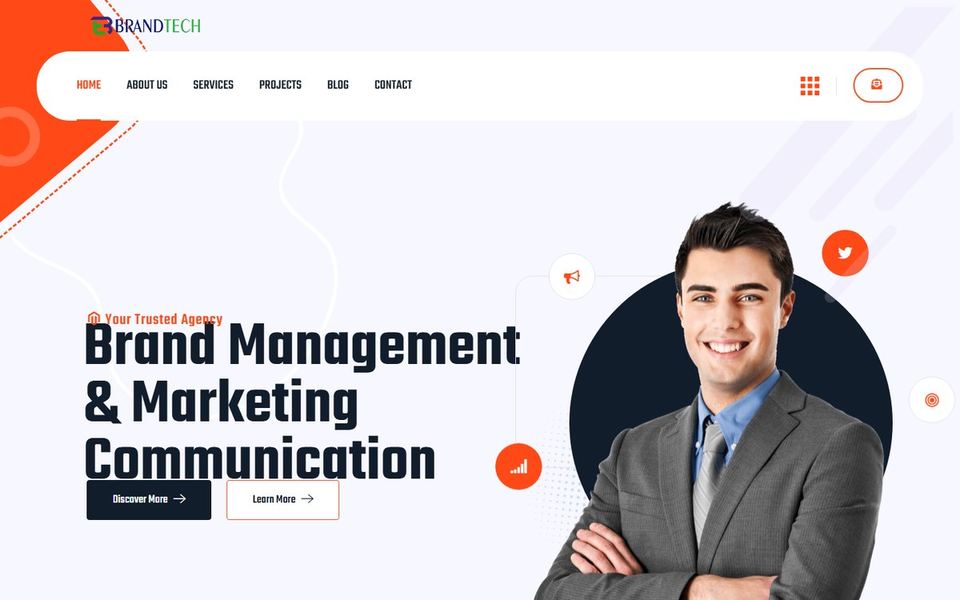 BRANDTECH
HOME ABOUT US SERVICES PROJECTS BLOG CONTACT
Your Trusted Agency
Brand Management
& Marketing
Communication
Discover More Learn More